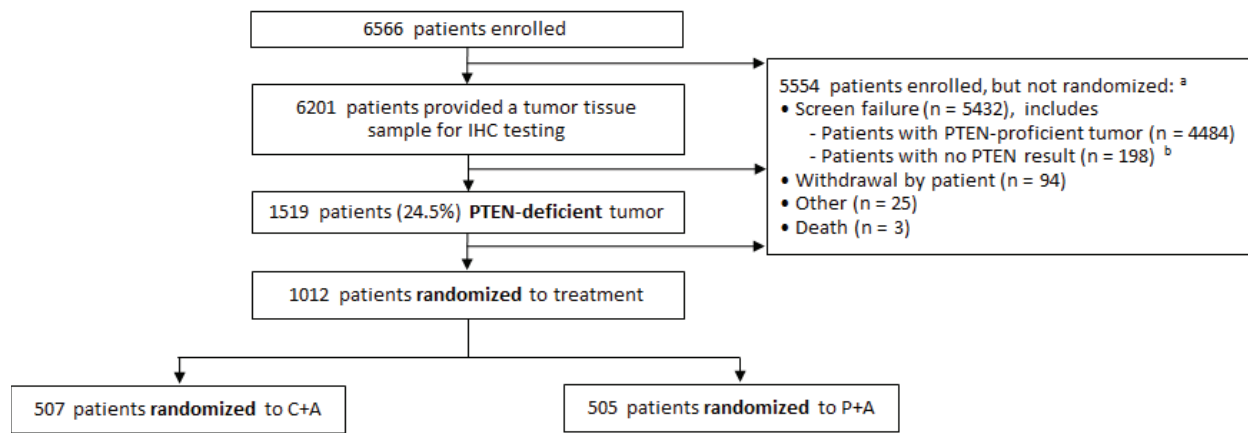 6566 patients enrolled
6201 patients provided a tumor tissue
sample for IHC testing
5554 patients enrolled, but not randomized: ᵃ
• Screen failure (n = 5432), includes
- Patients with PTEN-proficient tumor (n = 4484)
- Patients with no PTEN result (n = 198) ᵇ
• Withdrawal by patient (n = 94)
• Other (n = 25)
• Death (n = 3)
1519 patients (24.5%) PTEN-deficient tumor
1012 patients randomized to treatment
507 patients randomized to C+A
505 patients randomized to P+A